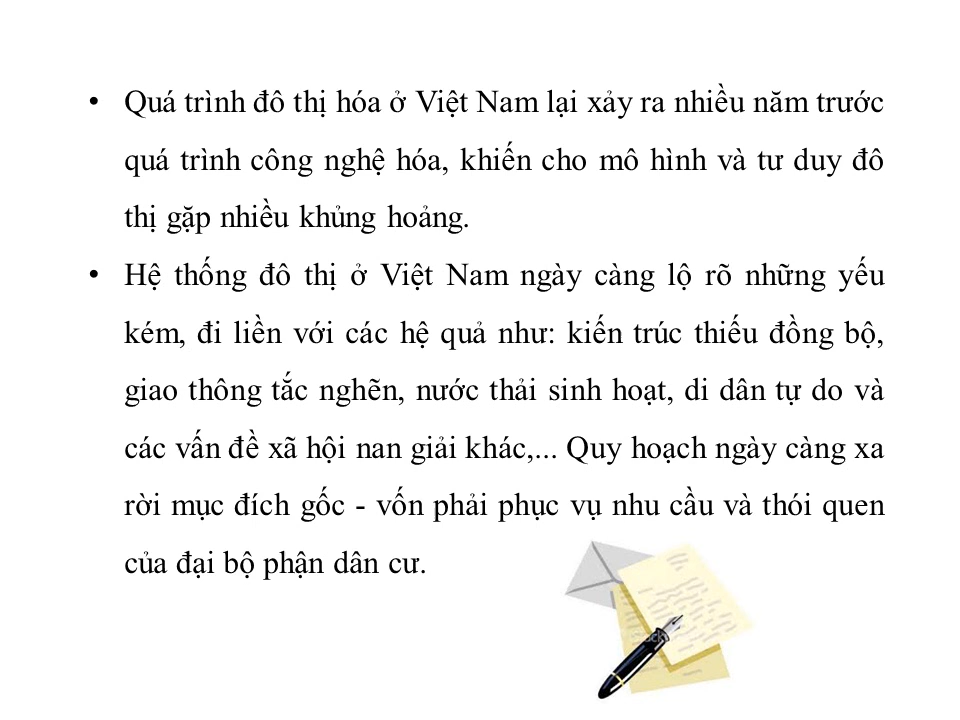 • Quá trình đô thị hóa ở Việt Nam lại xảy ra nhiều năm trước
quá trình công nghệ hóa, khiến cho mô hình và tư duy đô
thị gặp nhiều khủng hoảng.
• Hệ thống đô thị ở Việt Nam ngày càng lộ rõ những yếu
kém, đi liền với các hệ quả như: kiến trúc thiếu đồng bộ,
giao thông tắc nghẽn, nước thải sinh hoạt, di dân tự do và
các vấn đề xã hội nan giải khác,... Quy hoạch ngày càng xa
rời mục đích gốc - vốn phải phục vụ nhu cầu và thói quen
của đại bộ phận dân cư.